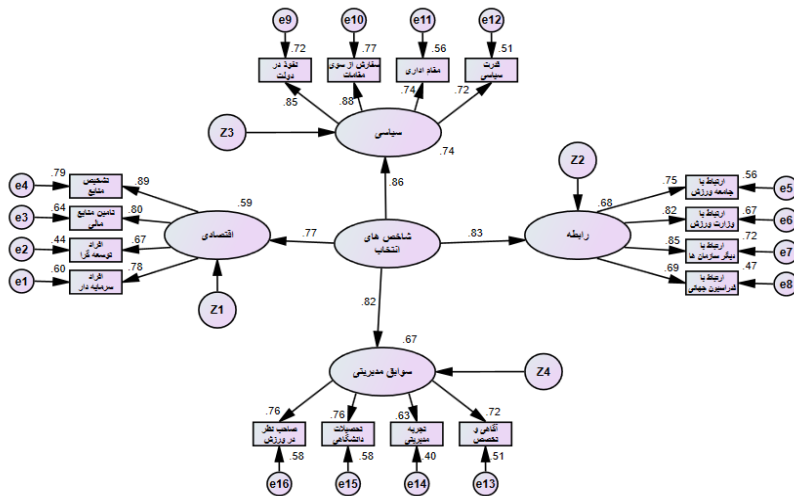 e9
e10
e11
e12
.72
.77
.56
.51
نفوذ در
دولت
سفارش از سوی
مقامات
مقام اداری
قدرت
سیاسی
.85
.88
.74
.72
Z3
سیاسی
.74
.86
Z2
e4
.79
تشخیص
منابع
.89
e3
.64
تامین منابع
مالی
.80
e2
.44
افراد
توسعه گرا
.67
e1
.60
افراد
سرمایه دار
.78
.59
اقتصادی
Z1
.77
شاخص های
انتخاب
.83
.68
رابطه
.75
ارتباط با
جامعه ورزش
.56
e5
.82
ارتباط با
وزارت ورزش
.67
e6
.85
ارتباط با
دیگر سازمان ها
.72
e7
.69
ارتباط با
فدراسیون جهانی
.47
e8
.82
.67
سوابق مدیریتی
Z4
.76
.76
.63
.72
صاحب نظر
در ورزش
تحصیلات
دانشگاهی
تجربه
مدیریتی
آگاهی و
تخصص
.58
.58
.40
.51
e16
e15
e14
e13